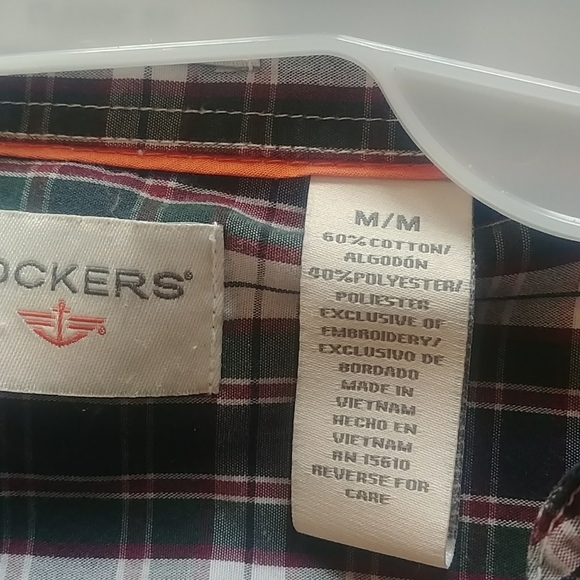 OCKERS®
M/M
60% COTTON/
ALGODÓN
40% POLYESTER/
POLIESTER
EXCLUSIVE OF
EMBROIDERY/
EXCLUSIVO DE
BORDADO
MADE IN
VIETNAM
HECHO EN
VIETNAM
RN 15610
REVERSE FOR
CARE